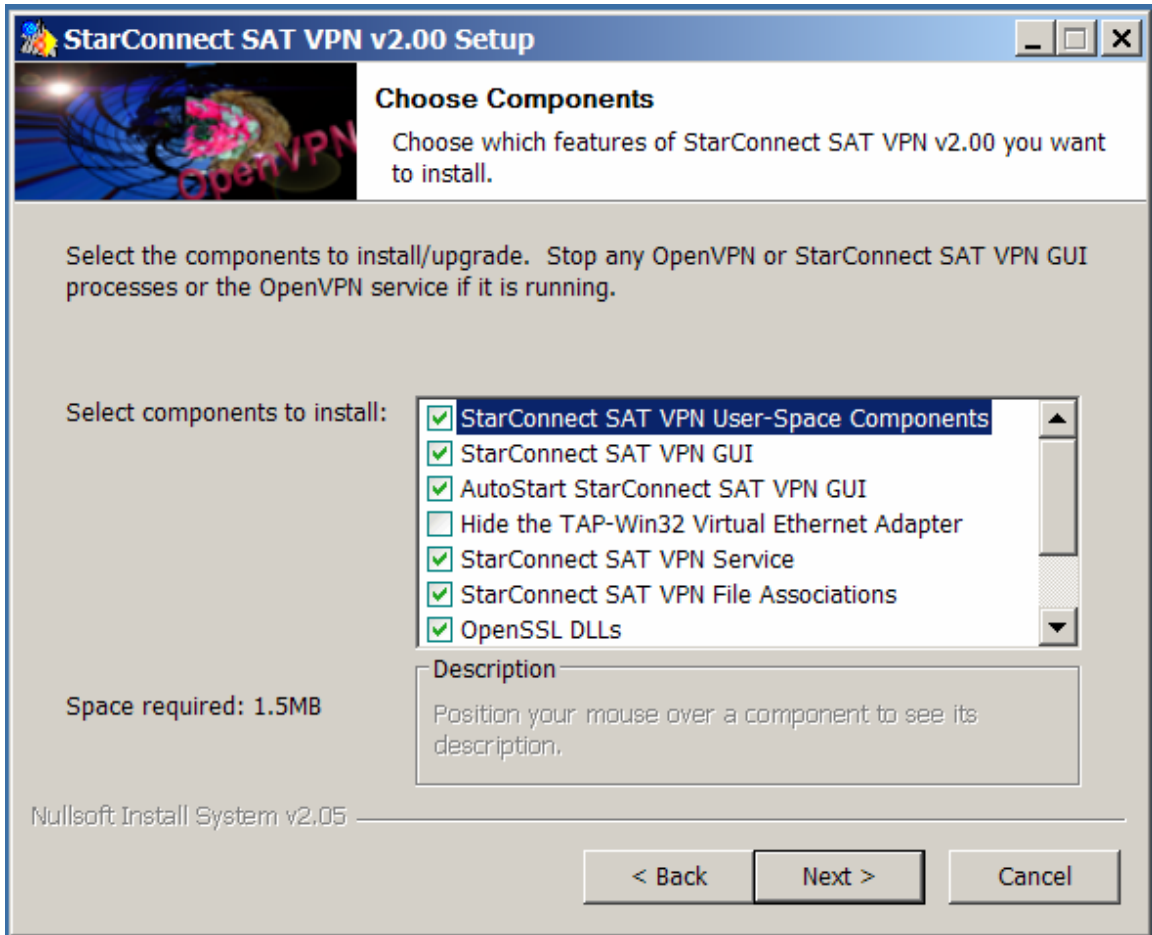 StarConnect SAT VPN v2.00 Setup
OpenVPN
Choose Components
Choose which features of StarConnect SAT VPN v2.00 you want
to install.
Select the components to install/upgrade.  Stop any OpenVPN or StarConnect SAT VPN GUI
processes or the OpenVPN service if it is running.
Select components to install:
StarConnect SAT VPN User-Space Components
StarConnect SAT VPN GUI
AutoStart StarConnect SAT VPN GUI
Hide the TAP-Win32 Virtual Ethernet Adapter
StarConnect SAT VPN Service
StarConnect SAT VPN File Associations
OpenSSL DLLs
Space required: 1.5MB
Description
Position your mouse over a component to see its
description.
Nullsoft Install System v2.05
< Back
Next >
Cancel